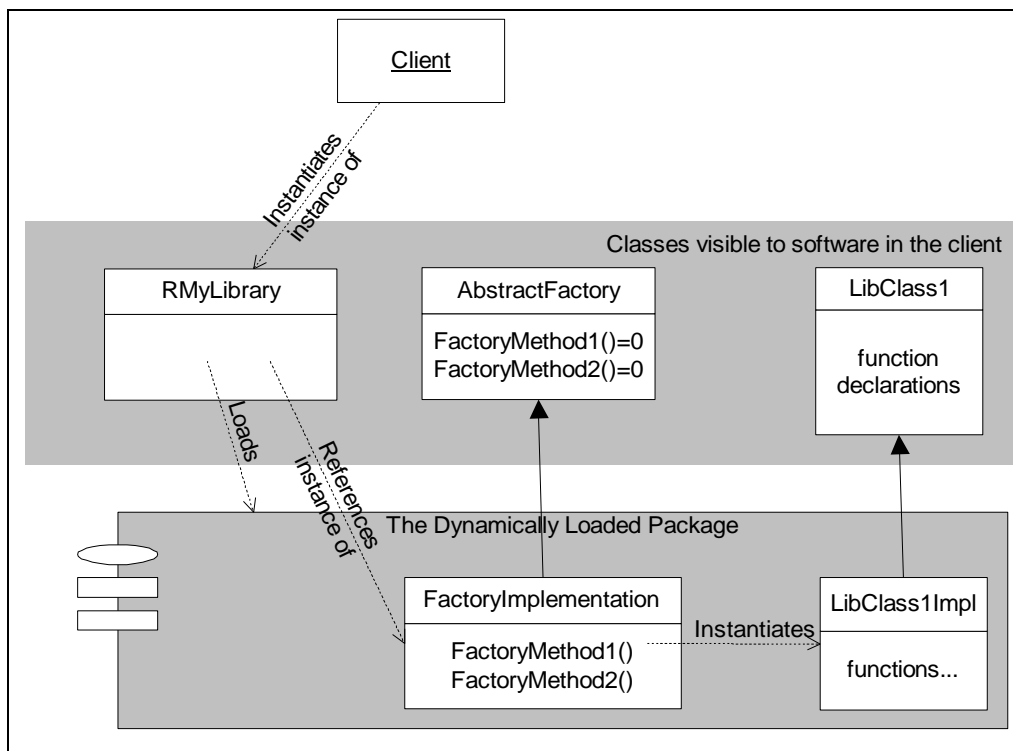 Client
Instantiates
instance of
Classes visible to software in the client
RMyLibrary
AbstractFactory
FactoryMethod1()=0
FactoryMethod2()=0
LibClass1
function
declarations
Loads
References
instance of
The Dynamically Loaded Package
FactoryImplementation
FactoryMethod1()
FactoryMethod2()
Instantiates
LibClass1Impl
functions...